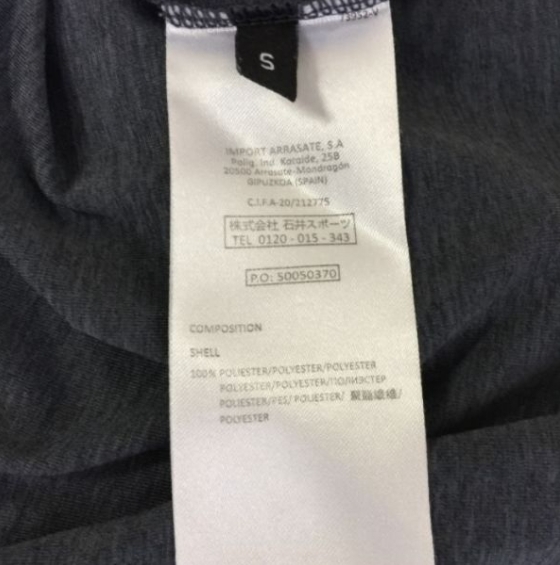 S
IMPORT ARRASATE, S.A
Polig. Ind. Kataide, 25B
20500 Arrasate-Mondragón
GIPUZKOA (SPAIN)
C.I.F.A-20/212775
株式会社 石井スポーツ
TEL 0120 - 015 - 343
P.O: 50050370
COMPOSITION
SHELL
100% POLIESTER/POLYESTER/POLYESTER
POLYESTER/POLYESTER/ПОЛИЭСТЕР
POLIESTER/PES/ POLIESTER/ 聚酯纖維/
POLYESTER